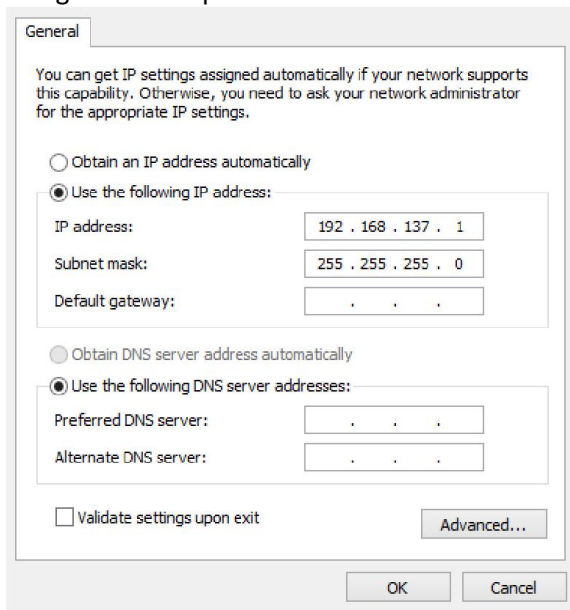 General
You can get IP settings assigned automatically if your network supports
this capability. Otherwise, you need to ask your network administrator
for the appropriate IP settings.
Obtain an IP address automatically
Use the following IP address:
IP address: 192 . 168 . 137 . 1
Subnet mask: 255 . 255 . 255 . 0
Default gateway: . . .
Obtain DNS server address automatically
Use the following DNS server addresses:
Preferred DNS server: . . .
Alternate DNS server: . . .
Validate settings upon exit
Advanced...
OK Cancel